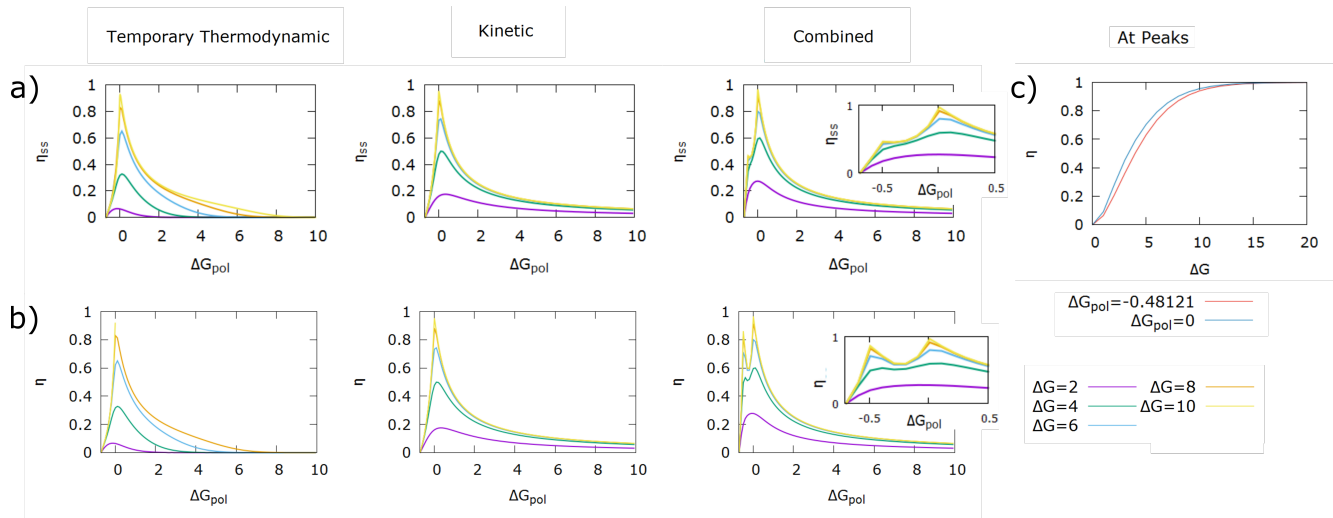 Temporary Thermodynamic
Kinetic
Combined
At Peaks
a)
1
0.8
0.6
0.4
0.2
0
ηss
0 2 4 6 8 10
ΔGpol
1
0.8
0.6
0.4
0.2
0
ηss
0 2 4 6 8 10
ΔGpol
1
0.8
0.6
0.4
0.2
0
ηss
0 2 4 6 8 10
ΔGpol
1
0
ηss
-0.5 0.5
ΔGpol
c)
1
0.8
0.6
0.4
0.2
0
η
0 5 10 15 20
ΔG
b)
1
0.8
0.6
0.4
0.2
0
η
0 2 4 6 8 10
ΔGpol
1
0.8
0.6
0.4
0.2
0
η
0 2 4 6 8 10
ΔGpol
1
0.8
0.6
0.4
0.2
0
η
0 2 4 6 8 10
ΔGpol
1
0
η
-0.5 0.5
ΔGpol
ΔGpol=-0.48121
ΔGpol=0
ΔG=2 ΔG=8
ΔG=4 ΔG=10
ΔG=6